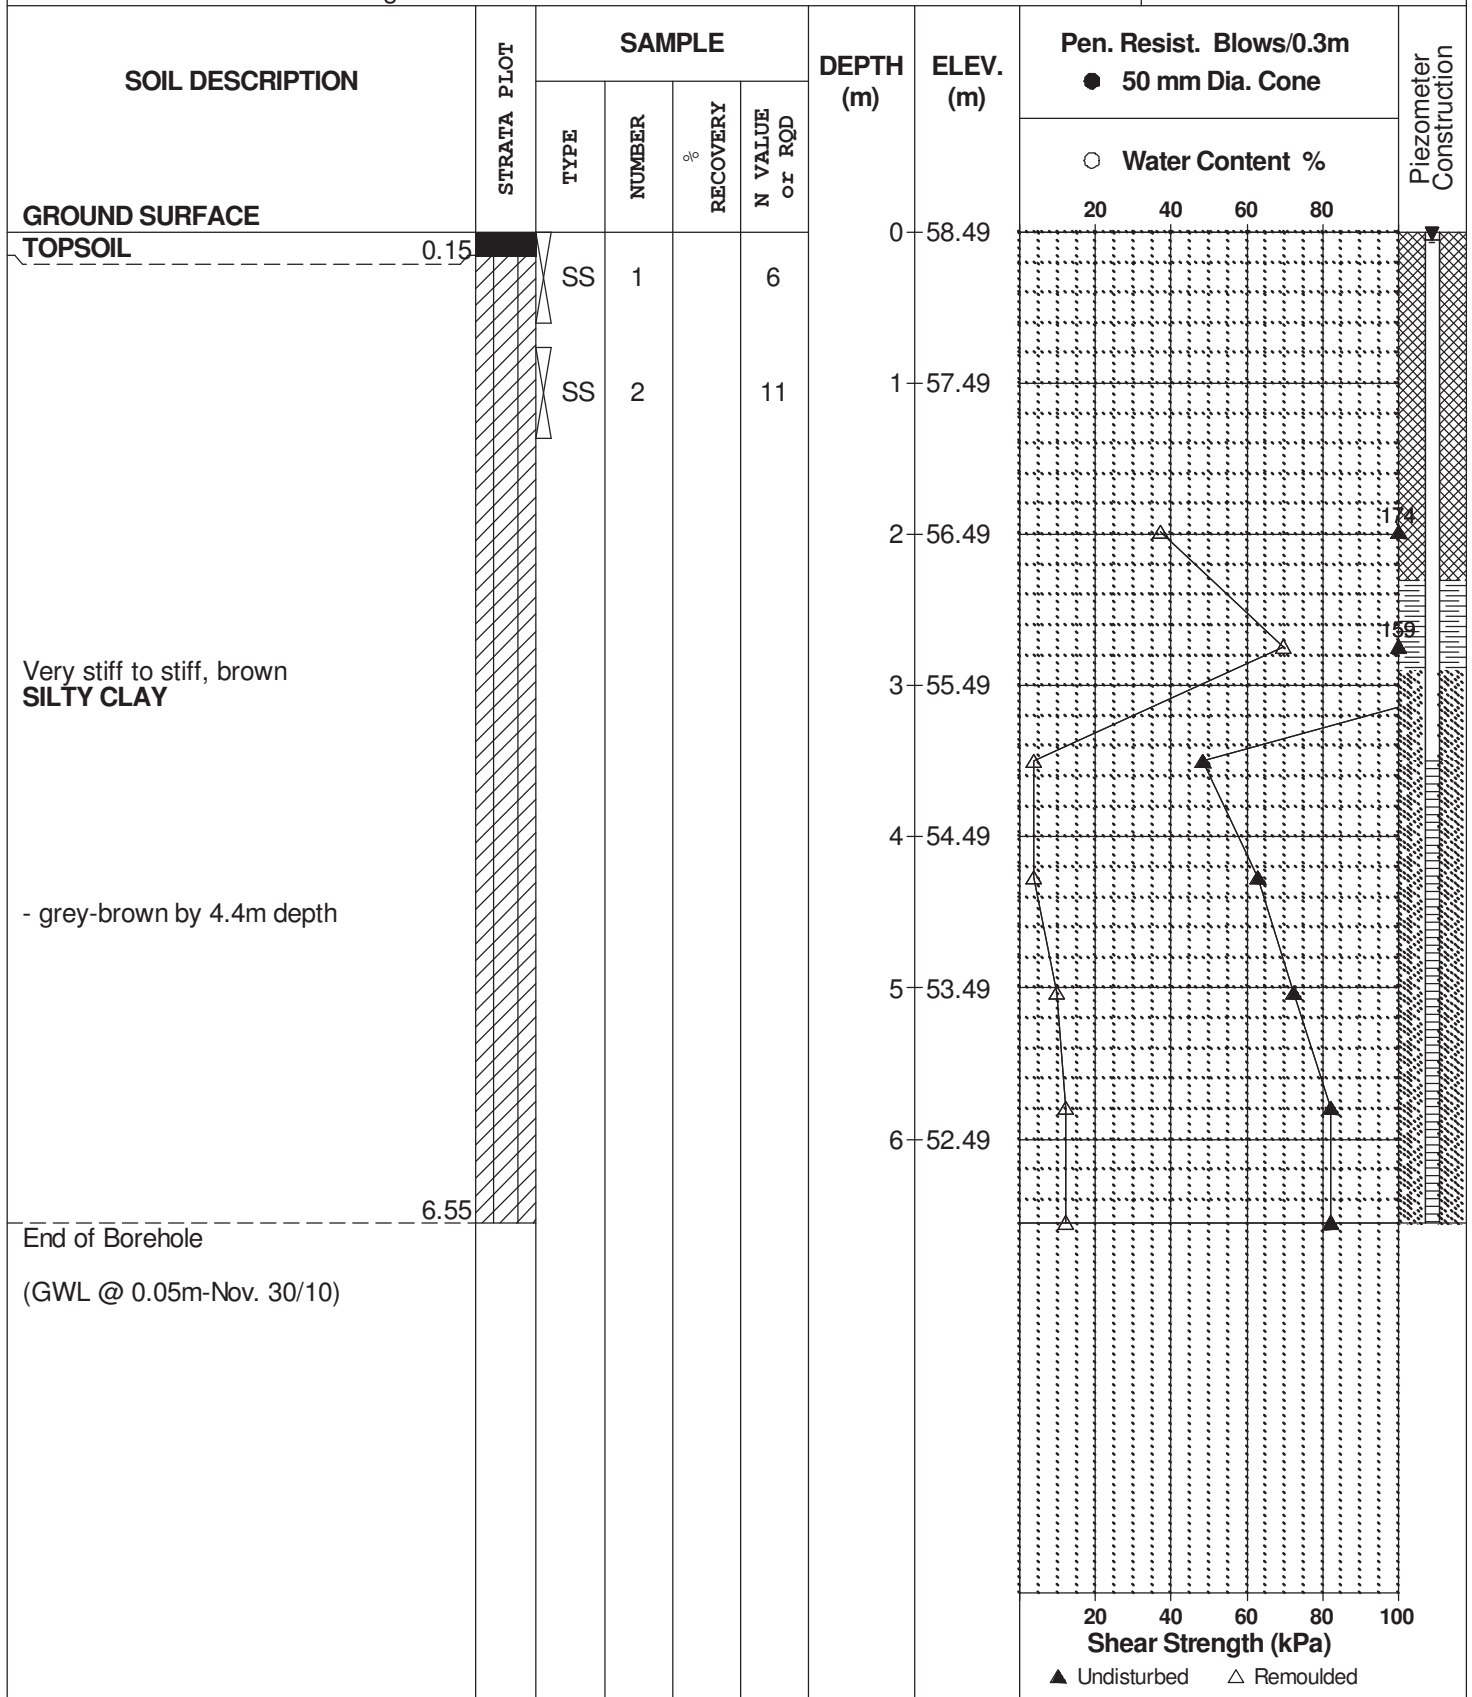 SOIL DESCRIPTION
GROUND SURFACE
STRATA PLOT
SAMPLE
TYPE
NUMBER
%
RECOVERY
N VALUE
or RQD
DEPTH
(m)
ELEV.
(m)
Pen. Resist. Blows/0.3m
● 50 mm Dia. Cone
○ Water Content %
20 40 60 80
Piezometer
Construction
TOPSOIL 0.15
SS 1 6
SS 2 11
0 58.49
1 57.49
2 56.49
3 55.49
4 54.49
5 53.49
6 52.49
174
159
Very stiff to stiff, brown
SILTY CLAY
- grey-brown by 4.4m depth
6.55
End of Borehole
(GWL @ 0.05m-Nov. 30/10)
20 40 60 80 100
Shear Strength (kPa)
▲ Undisturbed △ Remoulded